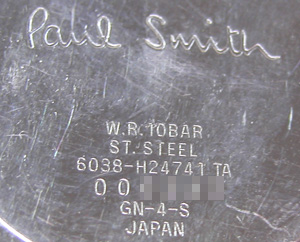 Paul Smith
W.R.10BAR
ST.STEEL
6038-H24741 TA
00
GN-4-S
JAPAN